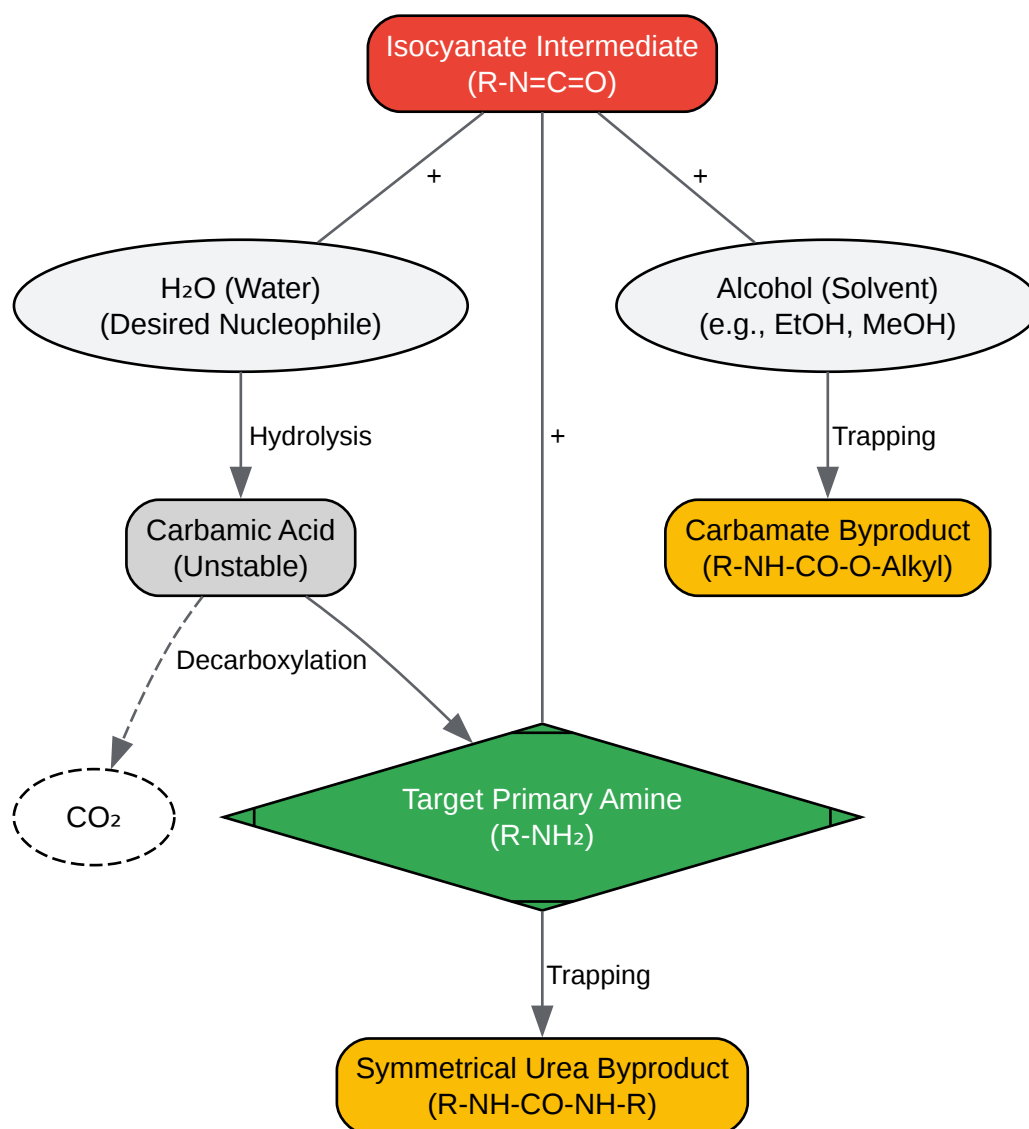 Isocyanate Intermediate
(R-N=C=O)
+
+
H₂O (Water)
(Desired Nucleophile)
Alcohol (Solvent)
(e.g., EtOH, MeOH)
Hydrolysis
+
Trapping
Carbamic Acid
(Unstable)
Carbamate Byproduct
(R-NH-CO-O-Alkyl)
Decarboxylation
CO₂
Target Primary Amine
(R-NH₂)
Trapping
Symmetrical Urea Byproduct
(R-NH-CO-NH-R)